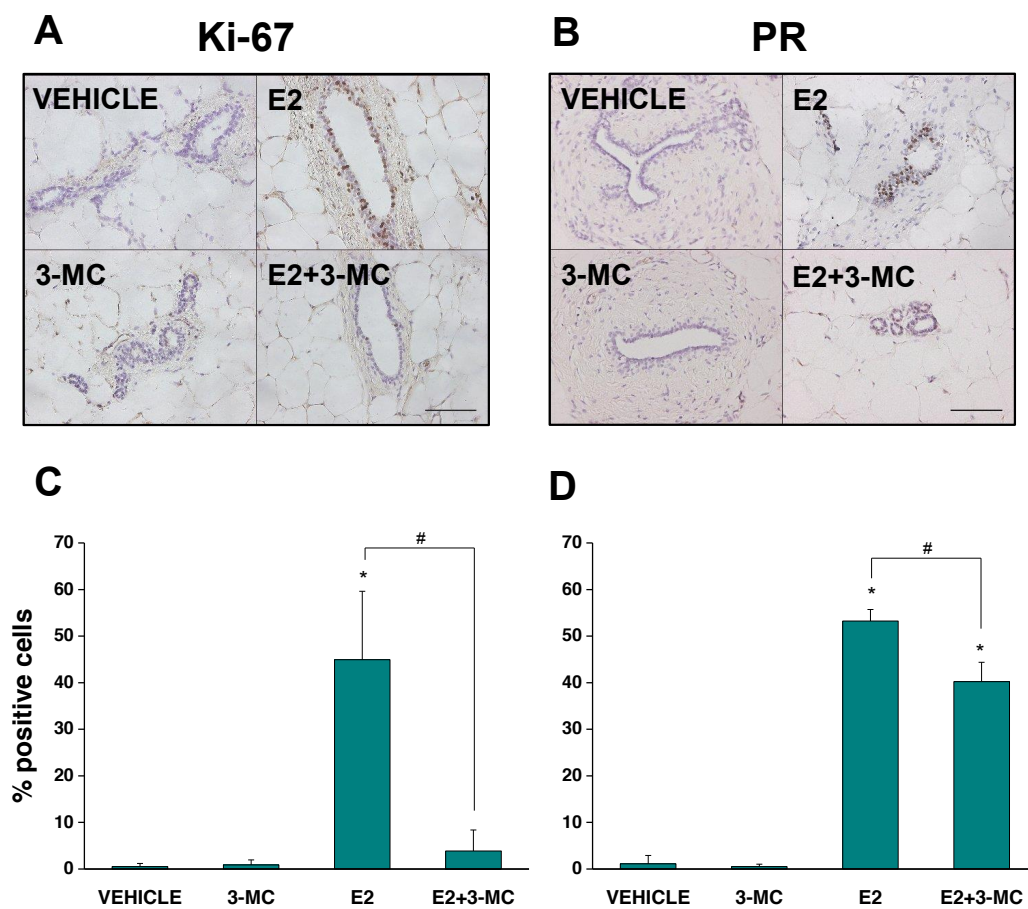 A
Ki-67
VEHICLE
E2
3-MC
E2+3-MC
B
PR
VEHICLE
E2
3-MC
E2+3-MC
C
% positive cells
70
60
50
40
30
20
10
0
*
#
VEHICLE
3-MC
E2
E2+3-MC
D
70
60
50
40
30
20
10
0
*
#
*
VEHICLE
3-MC
E2
E2+3-MC